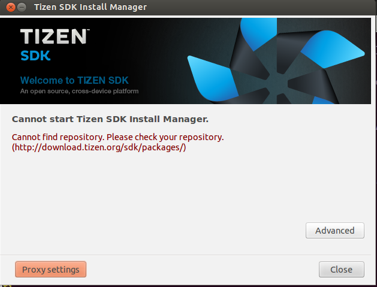 Tizen SDK Install Manager
TIZEN™
SDK
Welcome to TIZEN SDK
An open source, cross-device platform
Cannot start Tizen SDK Install Manager.
Cannot find repository. Please check your repository.
(http://download.tizen.org/sdk/packages/)
Advanced
Proxy settings
Close